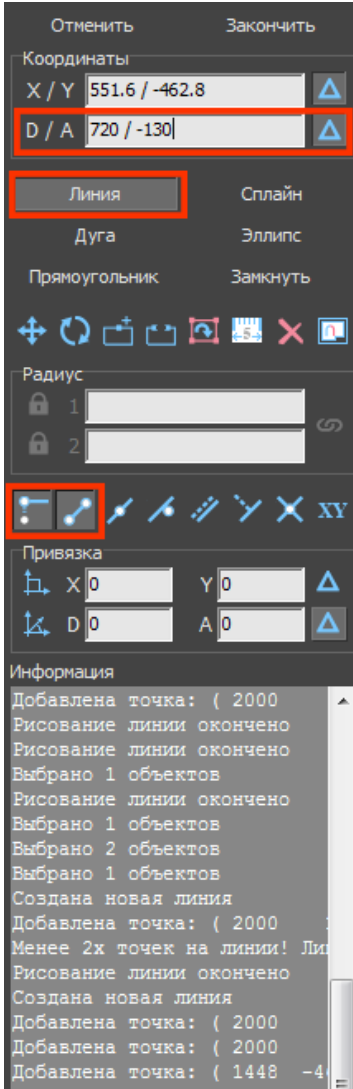 Отменить Закончить
Координаты
X / Y 551.6 / -462.8
D / A 720 / -130
Линия Сплайн
Дуга Эллипс
Прямоугольник Замкнуть
5
Радиус
1
2
XY
Привязка
X 0 Y 0
D 0 A 0
Информация
Добавлена точка: ( 2000
Рисование линии окончено
Рисование линии окончено
Выбрано 1 объектов
Рисование линии окончено
Выбрано 1 объектов
Выбрано 2 объектов
Выбрано 1 объектов
Создана новая линия
Добавлена точка: ( 2000
Менее 2х точек на линии!
Рисование линии окончено
Создана новая линия
Добавлена точка: ( 2000
Добавлена точка: ( 2000
Добавлена точка: ( 1448